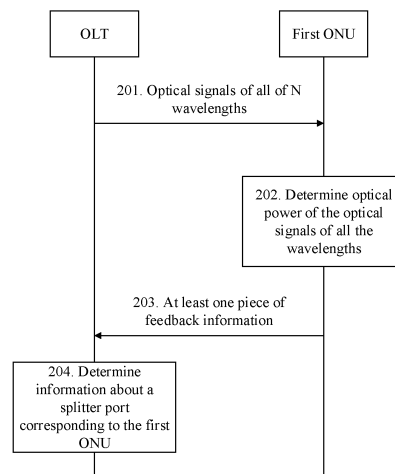 OLT
First ONU
201. Optical signals of all of N
wavelengths
202. Determine optical
power of the optical
signals of all the
wavelengths
203. At least one piece of
feedback information
204. Determine
information about a
splitter port
corresponding to the first
ONU